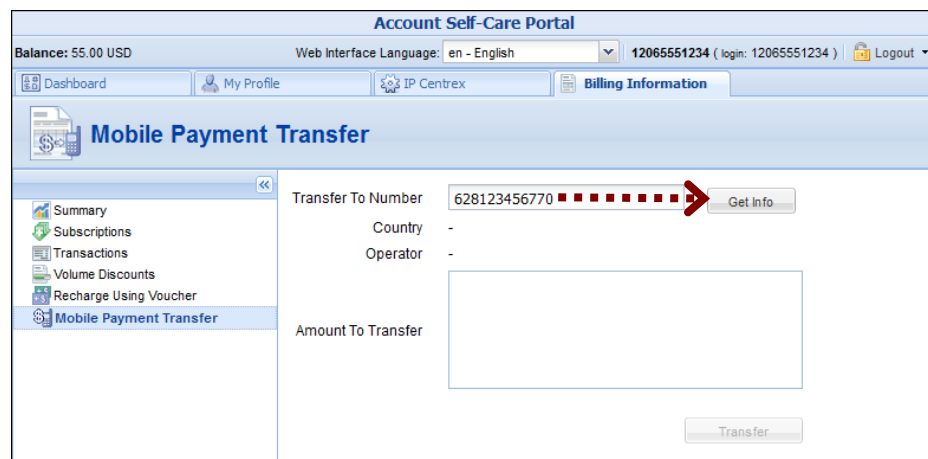 Account Self-Care Portal
Balance: 55.00 USD Web Interface Language: en - English 12065551234 ( login: 12065551234 ) Logout
Dashboard My Profile IP Centrex Billing Information
Mobile Payment Transfer
Summary
Subscriptions
Transactions
Volume Discounts
Recharge Using Voucher
Mobile Payment Transfer
Transfer To Number 628123456770 Get Info
Country -
Operator -
Amount To Transfer
Transfer